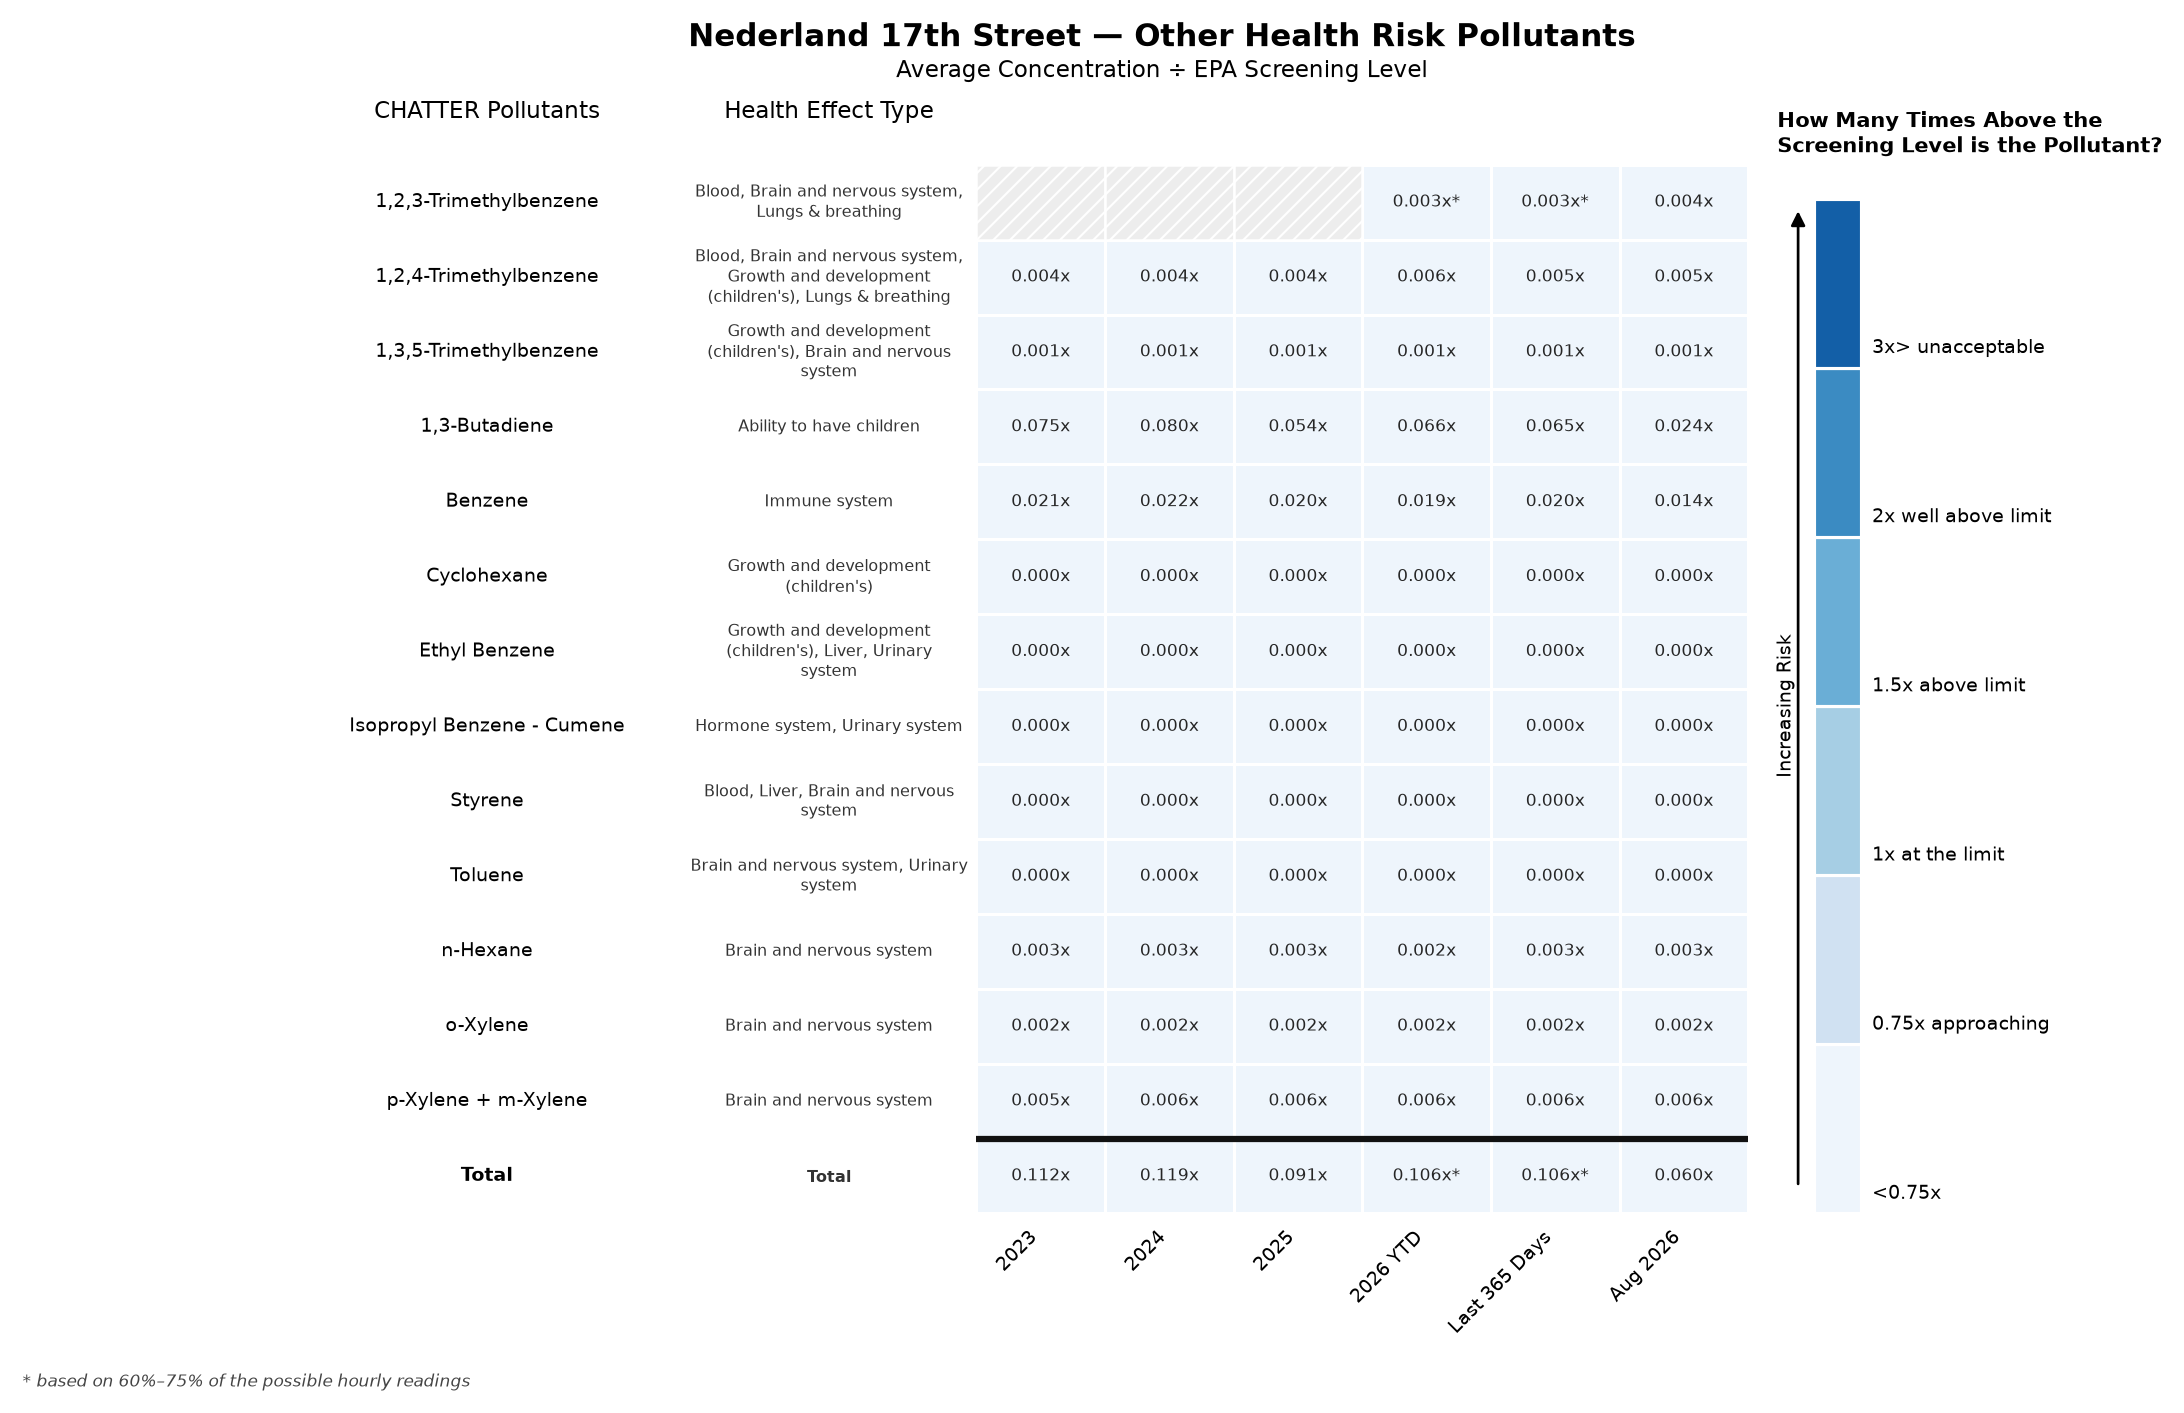 Nederland 17th Street — Other Health Risk Pollutants
Average Concentration ÷ EPA Screening Level
CHATTER Pollutants
Health Effect Type
How Many Times Above the
Screening Level is the Pollutant?
1,2,3-Trimethylbenzene
Blood, Brain and nervous system,
Lungs & breathing
0.003x* 0.003x* 0.004x
1,2,4-Trimethylbenzene
Blood, Brain and nervous system,
Growth and development
(children's), Lungs & breathing
0.004x 0.004x 0.004x 0.006x 0.005x 0.005x
1,3,5-Trimethylbenzene
Growth and development
(children's), Brain and nervous
system
0.001x 0.001x 0.001x 0.001x 0.001x 0.001x
1,3-Butadiene
Ability to have children
0.075x 0.080x 0.054x 0.066x 0.065x 0.024x
Benzene
Immune system
0.021x 0.022x 0.020x 0.019x 0.020x 0.014x
Cyclohexane
Growth and development
(children's)
0.000x 0.000x 0.000x 0.000x 0.000x 0.000x
Ethyl Benzene
Growth and development
(children's), Liver, Urinary
system
0.000x 0.000x 0.000x 0.000x 0.000x 0.000x
Isopropyl Benzene - Cumene
Hormone system, Urinary system
0.000x 0.000x 0.000x 0.000x 0.000x 0.000x
Styrene
Blood, Liver, Brain and nervous
system
0.000x 0.000x 0.000x 0.000x 0.000x 0.000x
Toluene
Brain and nervous system, Urinary
system
0.000x 0.000x 0.000x 0.000x 0.000x 0.000x
n-Hexane
Brain and nervous system
0.003x 0.003x 0.003x 0.002x 0.003x 0.003x
o-Xylene
Brain and nervous system
0.002x 0.002x 0.002x 0.002x 0.002x 0.002x
p-Xylene + m-Xylene
Brain and nervous system
0.005x 0.006x 0.006x 0.006x 0.006x 0.006x
Total
Total
0.112x 0.119x 0.091x 0.106x* 0.106x* 0.060x
2023
2024
2025
2026 YTD
Last 365 Days
Aug 2026
Increasing Risk
3x> unacceptable
2x well above limit
1.5x above limit
1x at the limit
0.75x approaching
<0.75x
* based on 60%–75% of the possible hourly readings